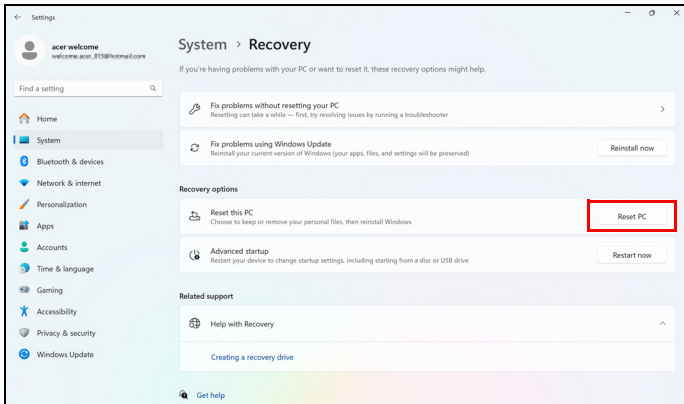 Settings
acer welcome
welcome.acer_815@hotmail.com
Find a setting
Home
System
Bluetooth & devices
Network & internet
Personalization
Apps
Accounts
Time & language
Gaming
Accessibility
Privacy & security
Windows Update
System > Recovery
If you're having problems with your PC or want to reset it, these recovery options might help.
Fix problems without resetting your PC
Resetting can take a while — first, try resolving issues by running a troubleshooter
Fix problems using Windows Update
Reinstall your current version of Windows (your apps, files, and settings will be preserved)
Reinstall now
Recovery options
Reset this PC
Choose to keep or remove your personal files, then reinstall Windows
Reset PC
Advanced startup
Restart your device to change startup settings, including starting from a disc or USB drive
Restart now
Related support
Help with Recovery
Creating a recovery drive
Get help